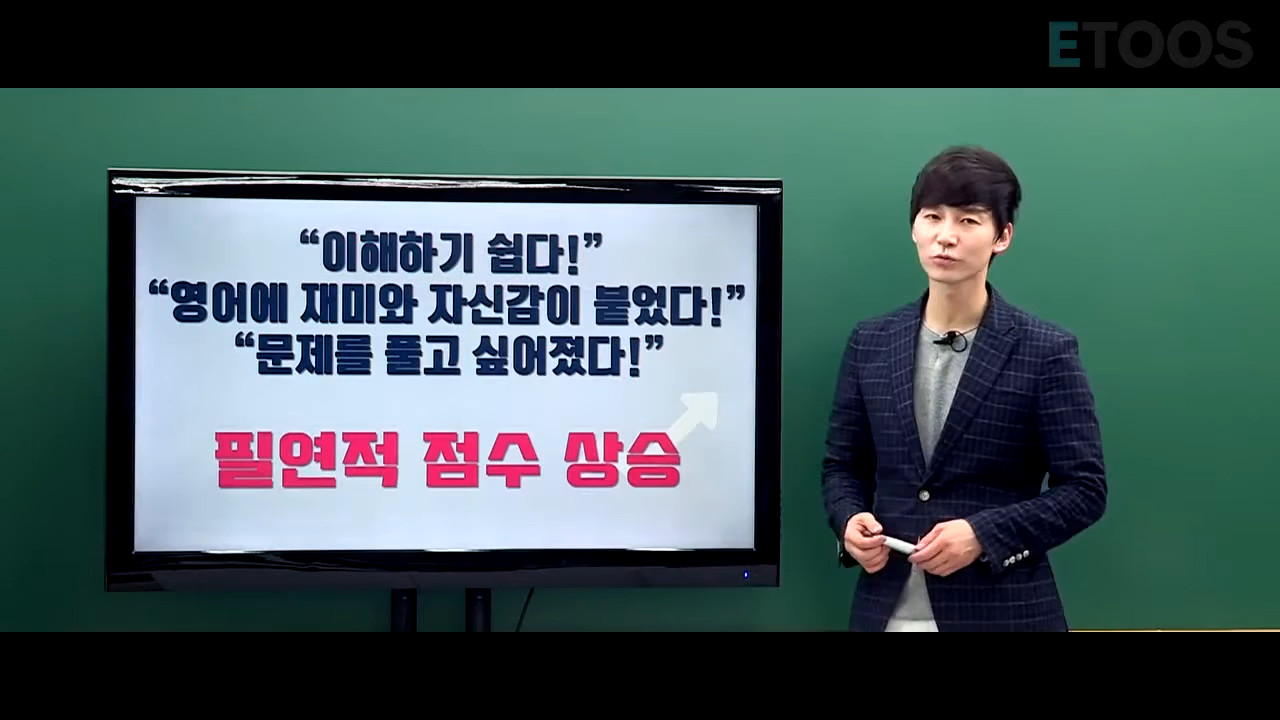 ETOOS
“이해하기 쉽다!”
“영어에 재미와 자신감이 붙었다!”
“문제를 풀고 싶어졌다!”
필연적 점수 상승